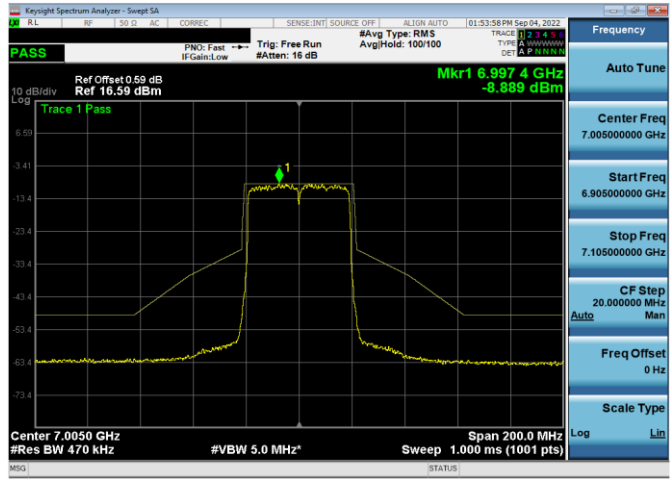 Keysight Spectrum Analyzer - Swept SA
RL RF 50 Ω AC CORREC SENSE:INT SOURCE OFF ALIGN AUTO 01:53:58 PM Sep 04, 2022
PASS
PNO: Fast
IFGain:Low
Trig: Free Run
#Atten: 16 dB
#Avg Type: RMS
Avg|Hold: 100/100
TRACE 1 2 3 4 5 6
TYPE A WWWWW
DET A P N N N N
Ref Offset 0.59 dB
10 dB/div Ref 16.59 dBm
Mkr1 6.997 4 GHz
-8.889 dBm
Log
Trace 1 Pass
1
6.59
-3.41
-13.4
-23.4
-33.4
-43.4
-53.4
-63.4
-73.4
Center 7.0050 GHz Span 200.0 MHz
#Res BW 470 kHz #VBW 5.0 MHz* Sweep 1.000 ms (1001 pts)
MSG STATUS
Frequency
Auto Tune
Center Freq
7.005000000 GHz
Start Freq
6.905000000 GHz
Stop Freq
7.105000000 GHz
CF Step
20.000000 MHz
Auto Man
Freq Offset
0 Hz
Scale Type
Log Lin